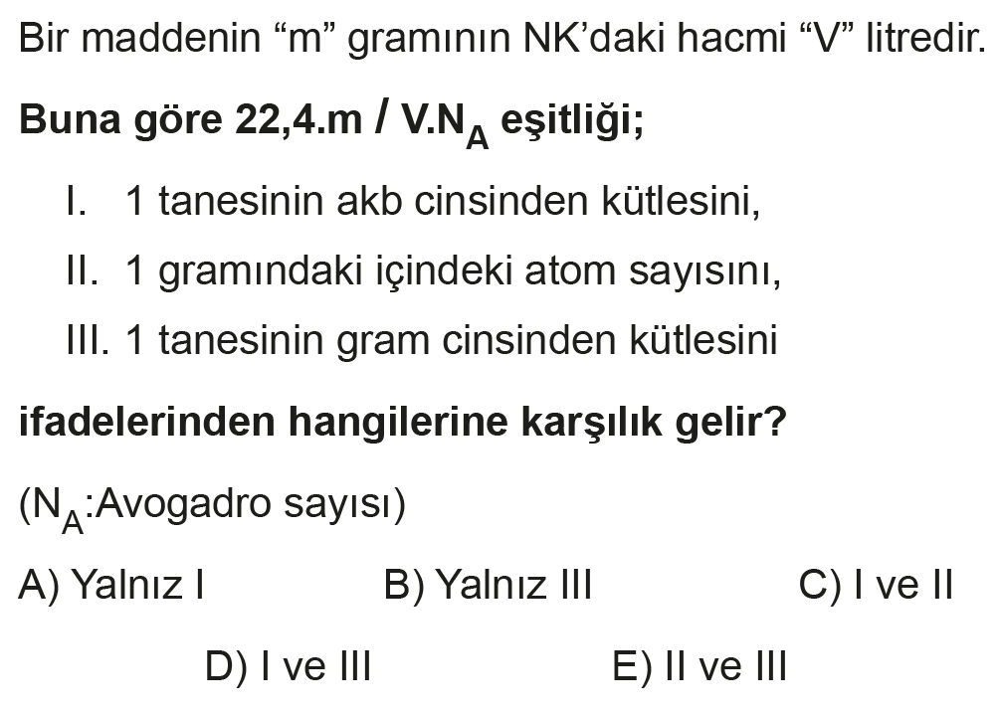 Bir maddenin “m” gramının NK’daki hacmi “V” litredir.
Buna göre 22,4.m / V.N_A eşitliği;
I. 1 tanesinin akb cinsinden kütlesini,
II. 1 gramındaki içindeki atom sayısını,
III. 1 tanesinin gram cinsinden kütlesini
ifadelerinden hangilerine karşılık gelir?
(N_A:Avogadro sayısı)
A) Yalnız I B) Yalnız III C) I ve II
D) I ve III E) II ve III